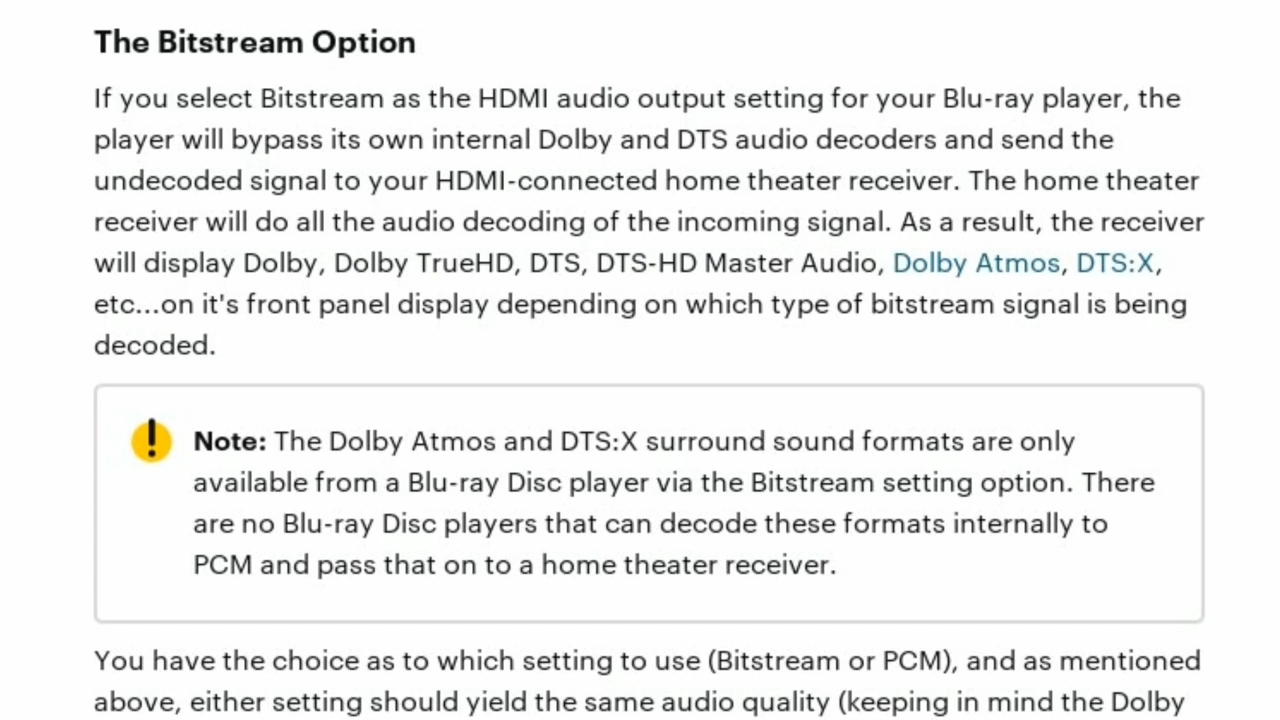 The Bitstream Option
If you select Bitstream as the HDMI audio output setting for your Blu-ray player, the
player will bypass its own internal Dolby and DTS audio decoders and send the
undecoded signal to your HDMI-connected home theater receiver. The home theater
receiver will do all the audio decoding of the incoming signal. As a result, the receiver
will display Dolby, Dolby TrueHD, DTS, DTS-HD Master Audio, Dolby Atmos, DTS:X,
etc...on it's front panel display depending on which type of bitstream signal is being
decoded.
Note: The Dolby Atmos and DTS:X surround sound formats are only
available from a Blu-ray Disc player via the Bitstream setting option. There
are no Blu-ray Disc players that can decode these formats internally to
PCM and pass that on to a home theater receiver.
You have the choice as to which setting to use (Bitstream or PCM), and as mentioned
above, either setting should yield the same audio quality (keeping in mind the Dolby